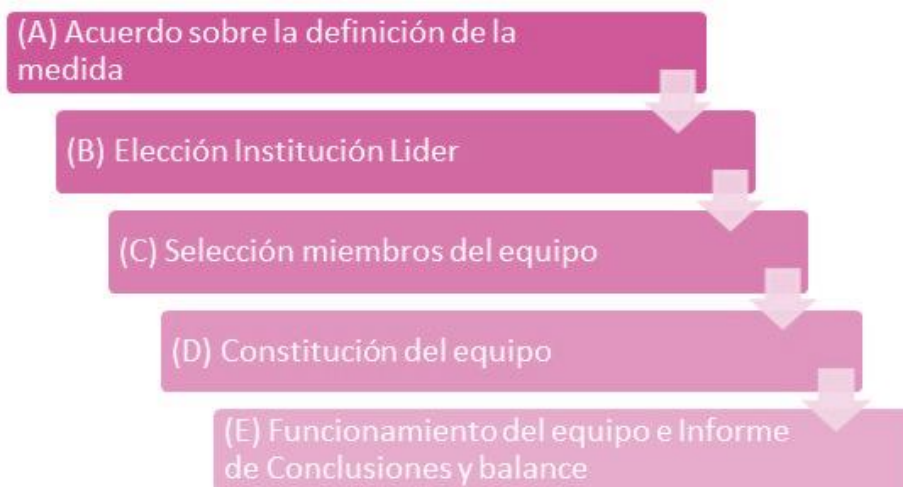 (A) Acuerdo sobre la definición de la
medida
(B) Elección Institución Lider
(C) Selección miembros del equipo
(D) Constitución del equipo
(E) Funcionamiento del equipo e Informe
de Conclusiones y balance